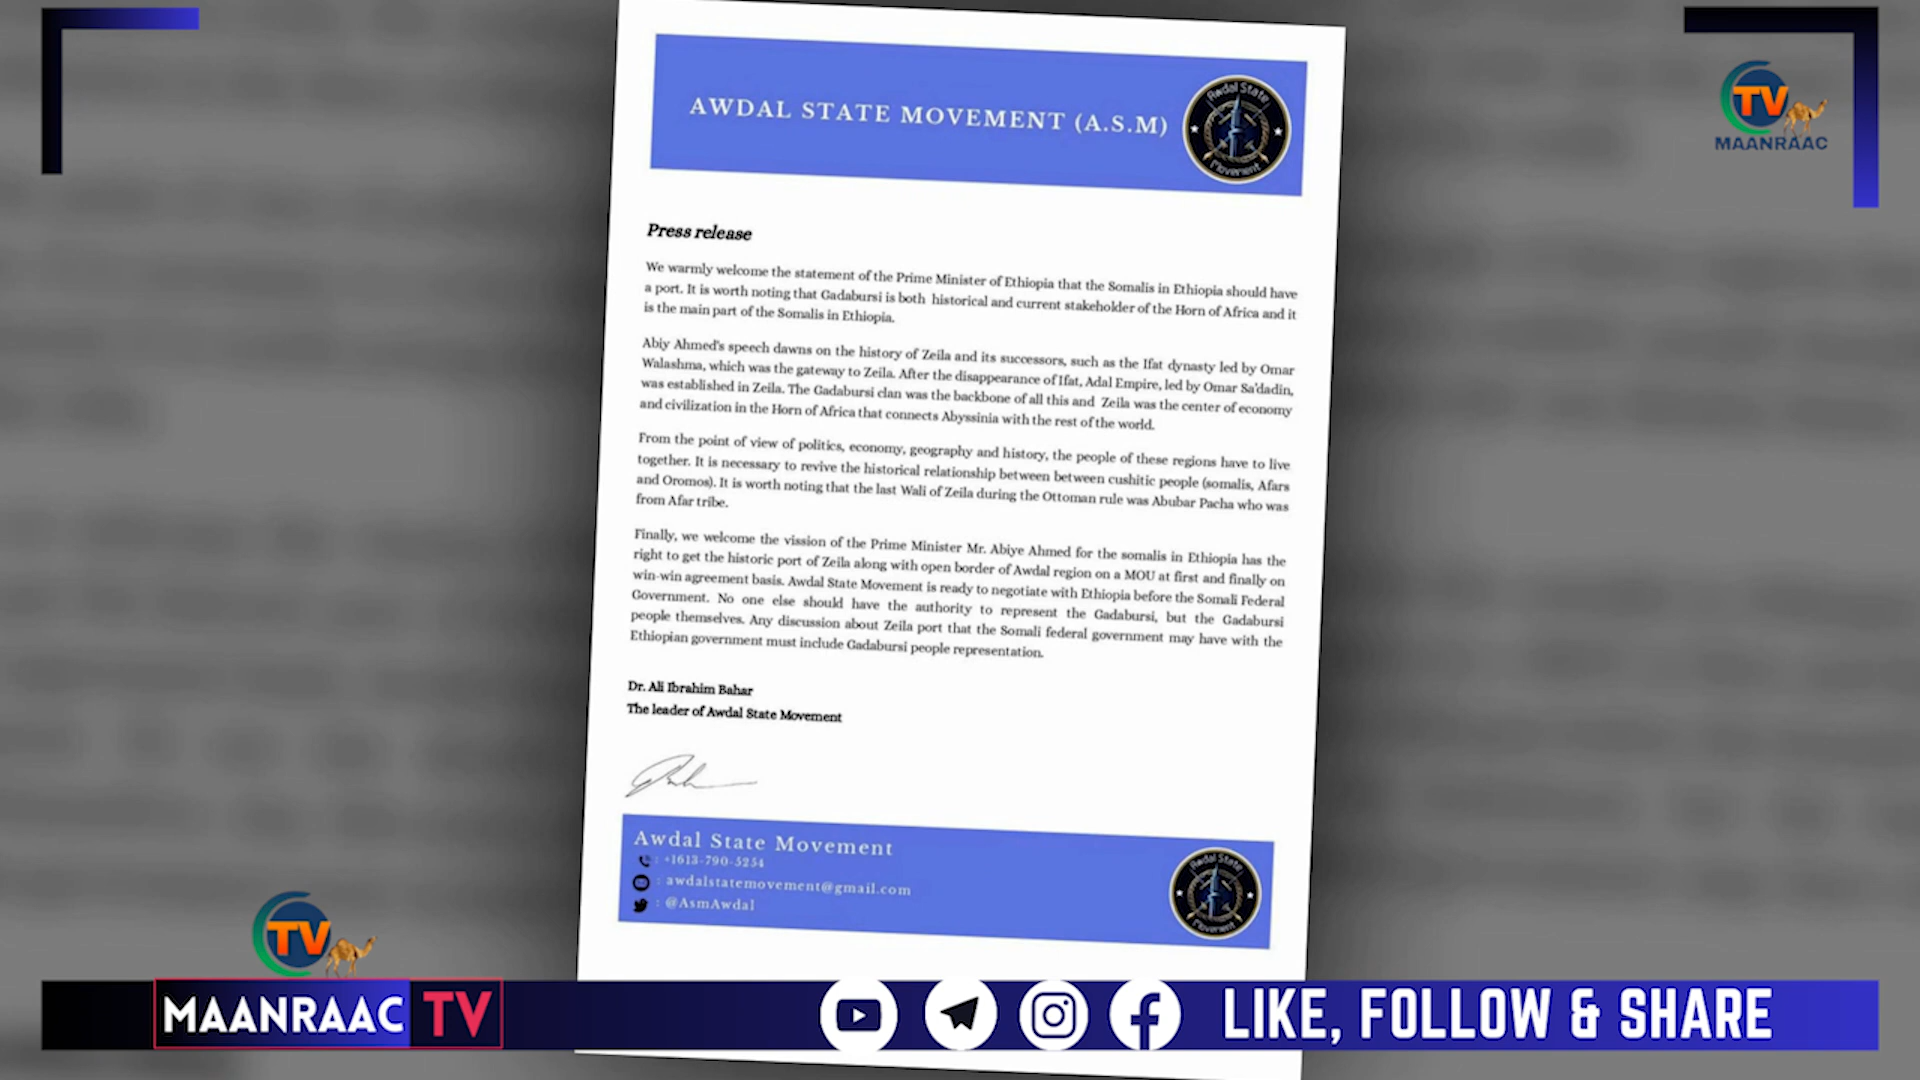 TV
MAANRAAC
AWDAL STATE MOVEMENT (A.S.M)
Awdal State
Movement
Press release
We warmly welcome the statement of the Prime Minister of Ethiopia that the Somalis in Ethiopia should have
a port. It is worth noting that Gadabursi is both historical and current stakeholder of the Horn of Africa and it
is the main part of the Somalis in Ethiopia.
Abiy Ahmed's speech dawns on the history of Zeila and its successors, such as the Ifat dynasty led by Omar
Walashma, which was the gateway to Zeila. After the disappearance of Ifat, Adal Empire, led by Omar Sa'dadin,
was established in Zeila. The Gadabursi clan was the backbone of all this and Zeila was the center of economy
and civilization in the Horn of Africa that connects Abyssinia with the rest of the world.
From the point of view of politics, economy, geography and history, the people of these regions have to live
together. It is necessary to revive the historical relationship between between cushitic people (somalis, Afars
and Oromos). It is worth noting that the last Wali of Zeila during the Ottoman rule was Abubar Pacha who was
from Afar tribe.
Finally, we welcome the vission of the Prime Minister Mr. Abiye Ahmed for the somalis in Ethiopia has the
right to get the historic port of Zeila along with open border of Awdal region on a MOU at first and finally on
win-win agreement basis. Awdal State Movement is ready to negotiate with Ethiopia before the Somali Federal
Government. No one else should have the authority to represent the Gadabursi, but the Gadabursi
people themselves. Any discussion about Zeila port that the Somali federal government may have with the
Ethiopian government must include Gadabursi people representation.
Dr. Ali Ibrahim Bahar
The leader of Awdal State Movement
Awdal State Movement
: +1613-790-5254
: awdalstatemovement@gmail.com
: @AsmAwdal
Awdal State
Movement
TV
MAANRAAC TV
LIKE, FOLLOW & SHARE